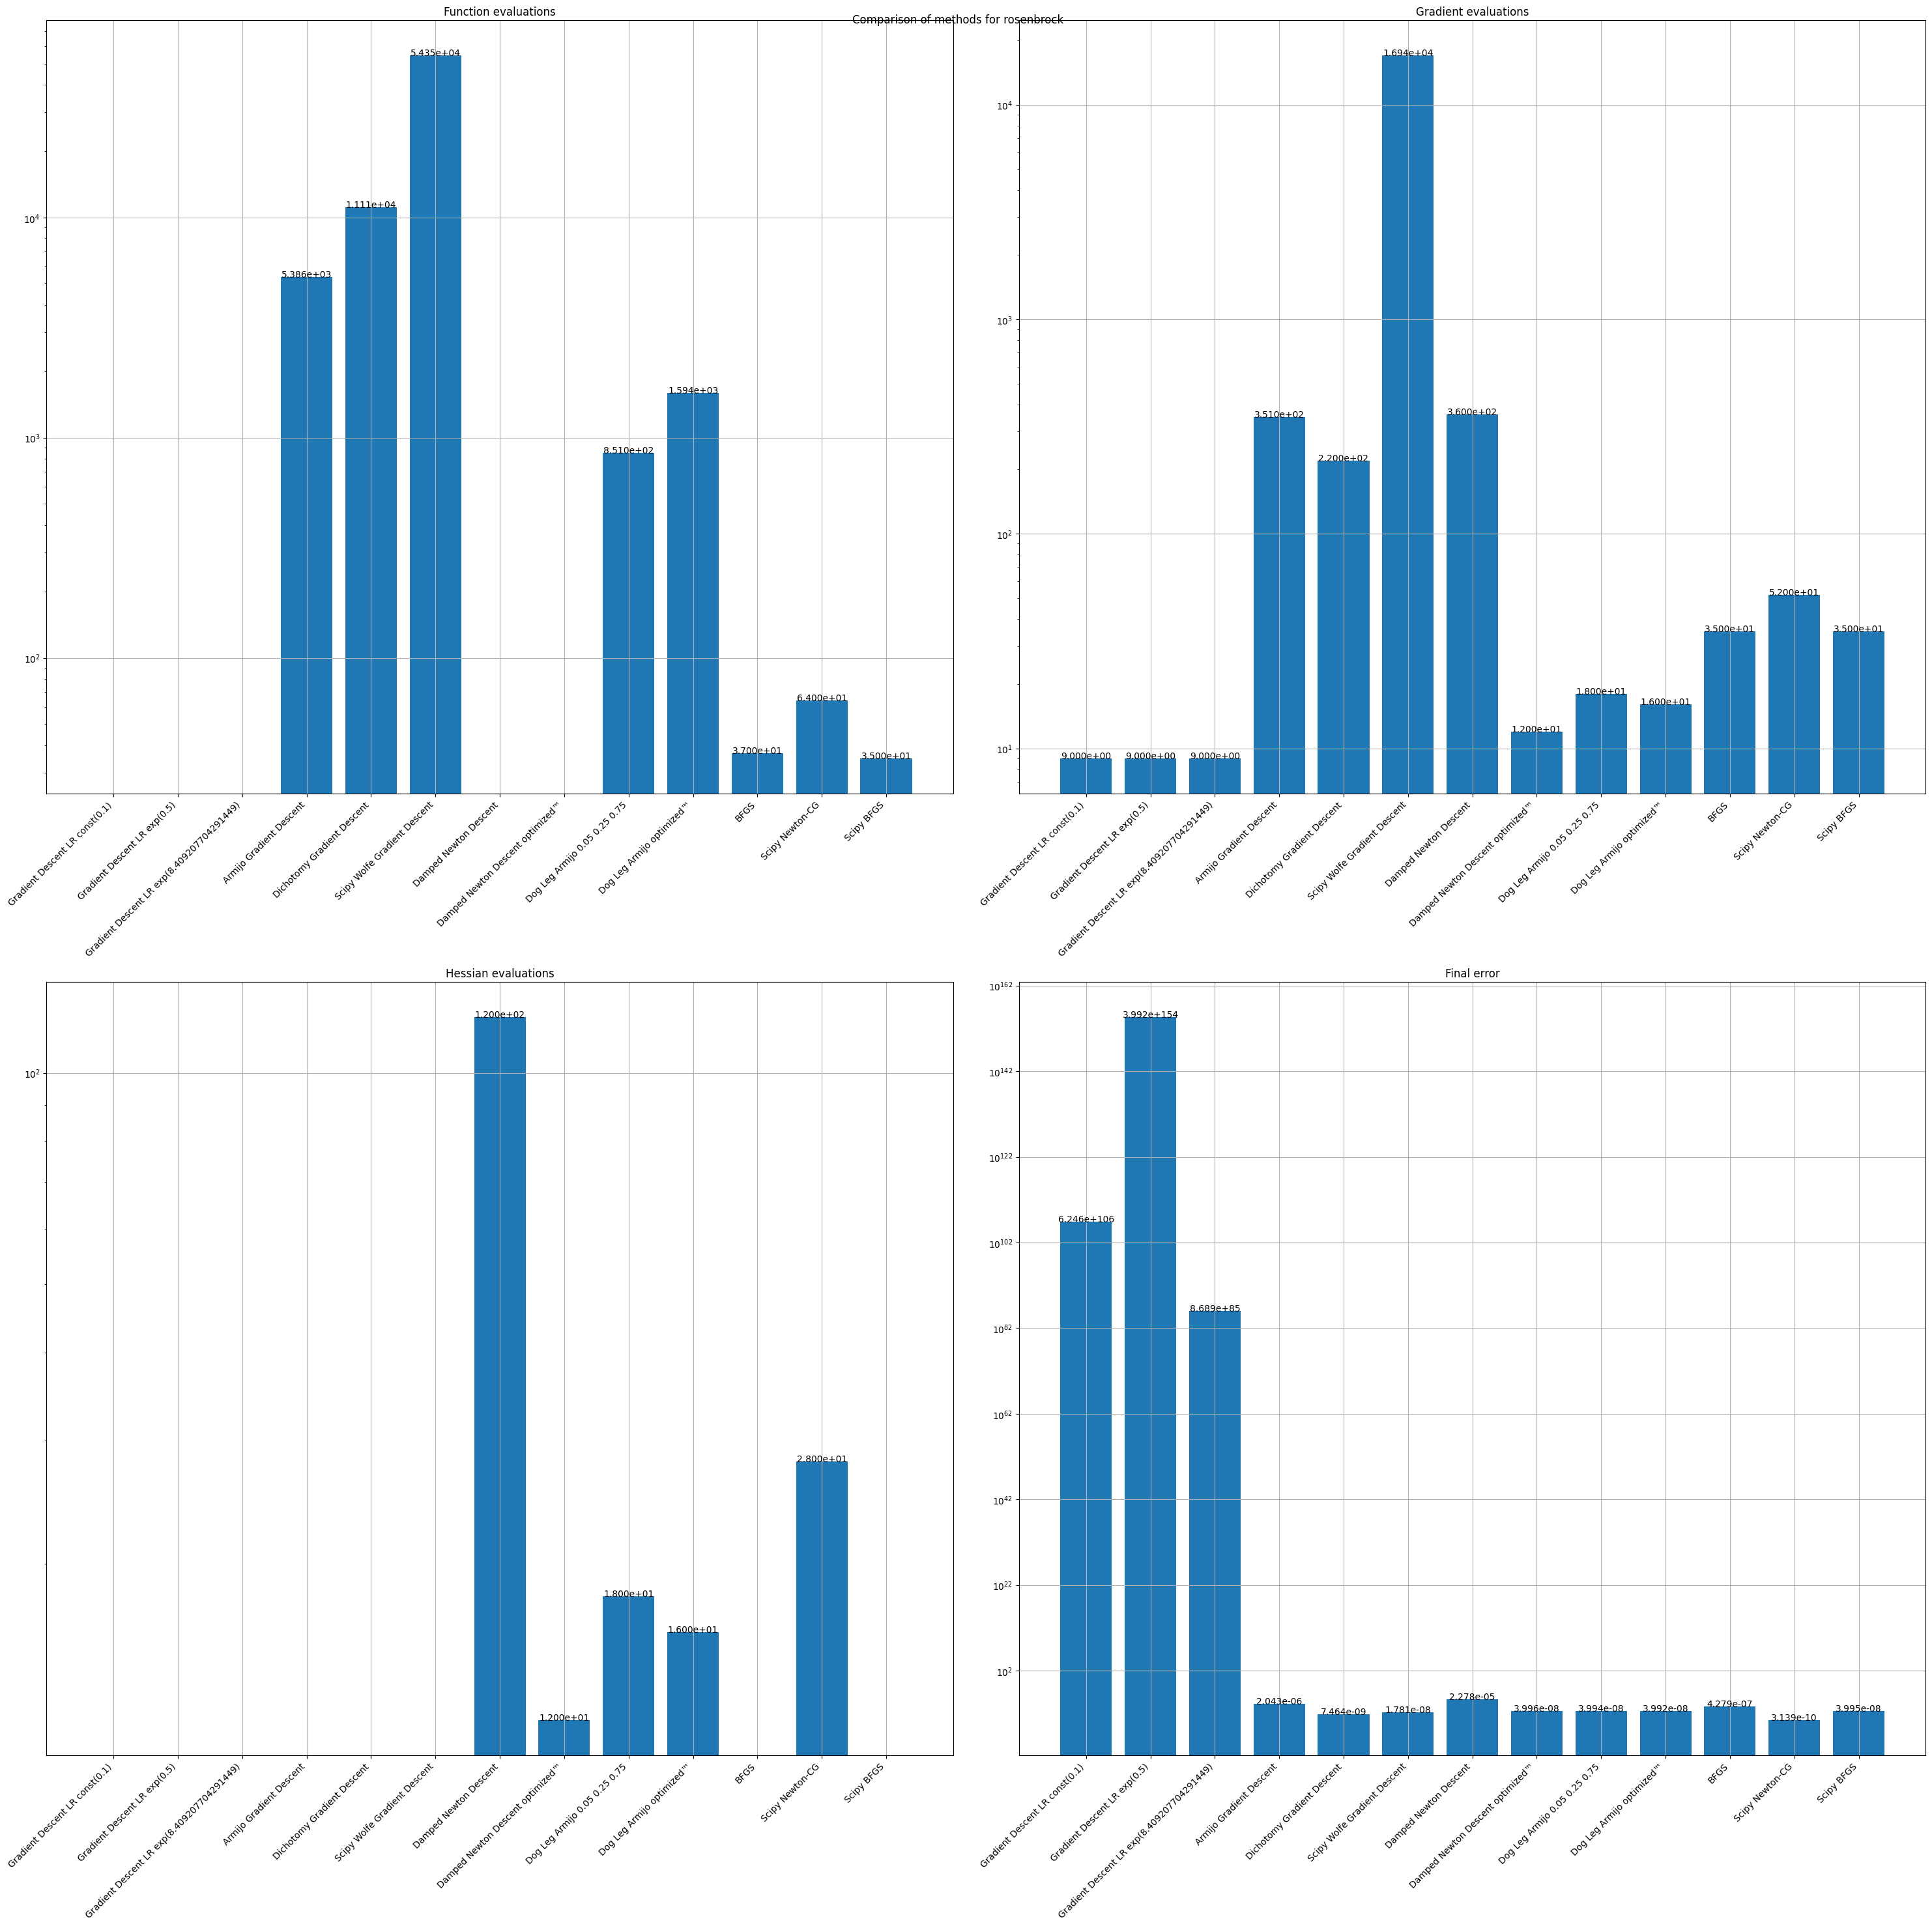 Comparison of methods for rosenbrock
Function evaluations
10⁴
10³
10²
5.386e+03
1.111e+04
5.435e+04
8.510e+02
1.594e+03
3.700e+01
6.400e+01
3.500e+01
Gradient Descent LR const(0.1)
Gradient Descent LR exp(0.5)
Gradient Descent LR exp(8.409207704291449)
Armijo Gradient Descent
Dichotomy Gradient Descent
Scipy Wolfe Gradient Descent
Damped Newton Descent
Damped Newton Descent optimized™
Dog Leg Armijo 0.05 0.25 0.75
Dog Leg Armijo optimized™
BFGS
Scipy Newton-CG
Scipy BFGS
Gradient evaluations
10⁴
10³
10²
10¹
9.000e+00
9.000e+00
9.000e+00
3.510e+02
2.200e+02
1.694e+04
3.600e+02
1.200e+01
1.800e+01
1.600e+01
3.500e+01
5.200e+01
3.500e+01
Gradient Descent LR const(0.1)
Gradient Descent LR exp(0.5)
Gradient Descent LR exp(8.409207704291449)
Armijo Gradient Descent
Dichotomy Gradient Descent
Scipy Wolfe Gradient Descent
Damped Newton Descent
Damped Newton Descent optimized™
Dog Leg Armijo 0.05 0.25 0.75
Dog Leg Armijo optimized™
BFGS
Scipy Newton-CG
Scipy BFGS
Hessian evaluations
10²
1.200e+02
1.200e+01
1.800e+01
1.600e+01
2.800e+01
Gradient Descent LR const(0.1)
Gradient Descent LR exp(0.5)
Gradient Descent LR exp(8.409207704291449)
Armijo Gradient Descent
Dichotomy Gradient Descent
Scipy Wolfe Gradient Descent
Damped Newton Descent
Damped Newton Descent optimized™
Dog Leg Armijo 0.05 0.25 0.75
Dog Leg Armijo optimized™
BFGS
Scipy Newton-CG
Scipy BFGS
Final error
10¹⁶²
10¹⁴²
10¹²²
10¹⁰²
10⁸²
10⁶²
10⁴²
10²²
10²
6.246e+106
3.992e+154
8.689e+85
2.043e-06
7.464e-09
1.781e-08
2.278e-05
3.996e-08
3.994e-08
3.992e-08
4.279e-07
3.139e-10
3.995e-08
Gradient Descent LR const(0.1)
Gradient Descent LR exp(0.5)
Gradient Descent LR exp(8.409207704291449)
Armijo Gradient Descent
Dichotomy Gradient Descent
Scipy Wolfe Gradient Descent
Damped Newton Descent
Damped Newton Descent optimized™
Dog Leg Armijo 0.05 0.25 0.75
Dog Leg Armijo optimized™
BFGS
Scipy Newton-CG
Scipy BFGS